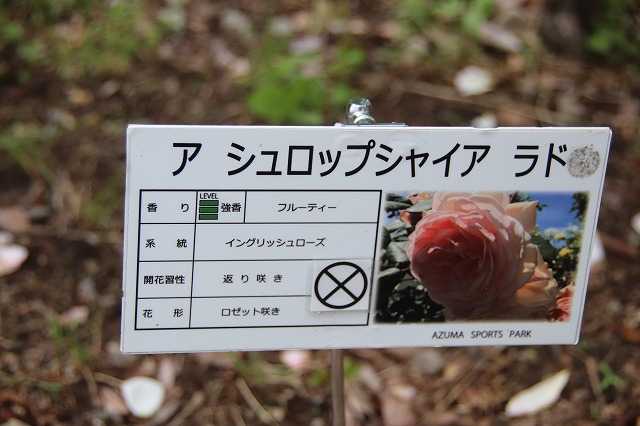 ア シュロップシャイア ラド
香り LEVEL 強香 フルーティー
系統 イングリッシュローズ
開花習性 返り咲き
花形 ロゼット咲き
AZUMA SPORTS PARK